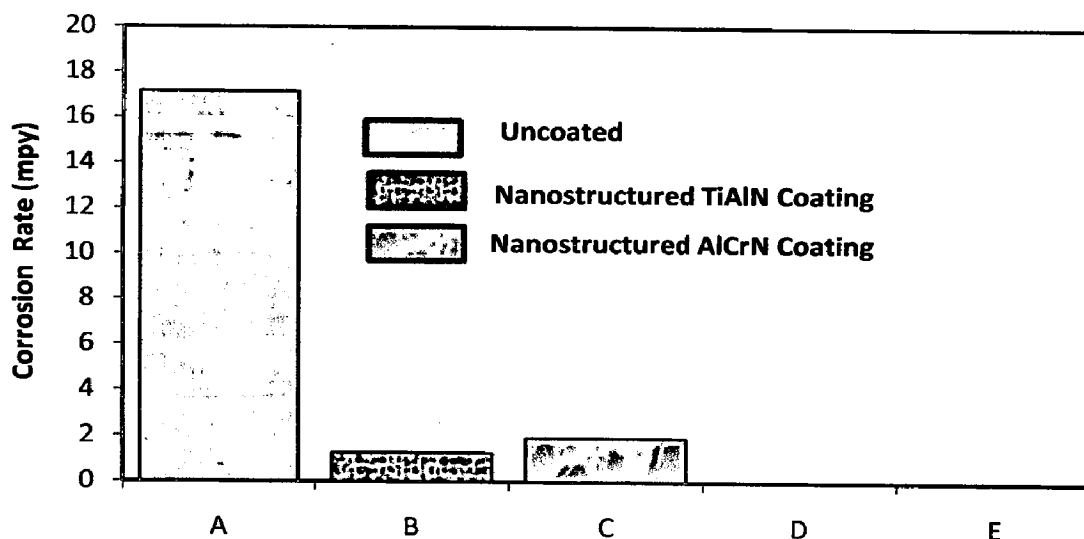 20
18
16
14
12
10
8
6
4
2
0
Corrosion Rate (mpy)
Uncoated
Nanostructured TiAlN Coating
Nanostructured AlCrN Coating
A B C D E